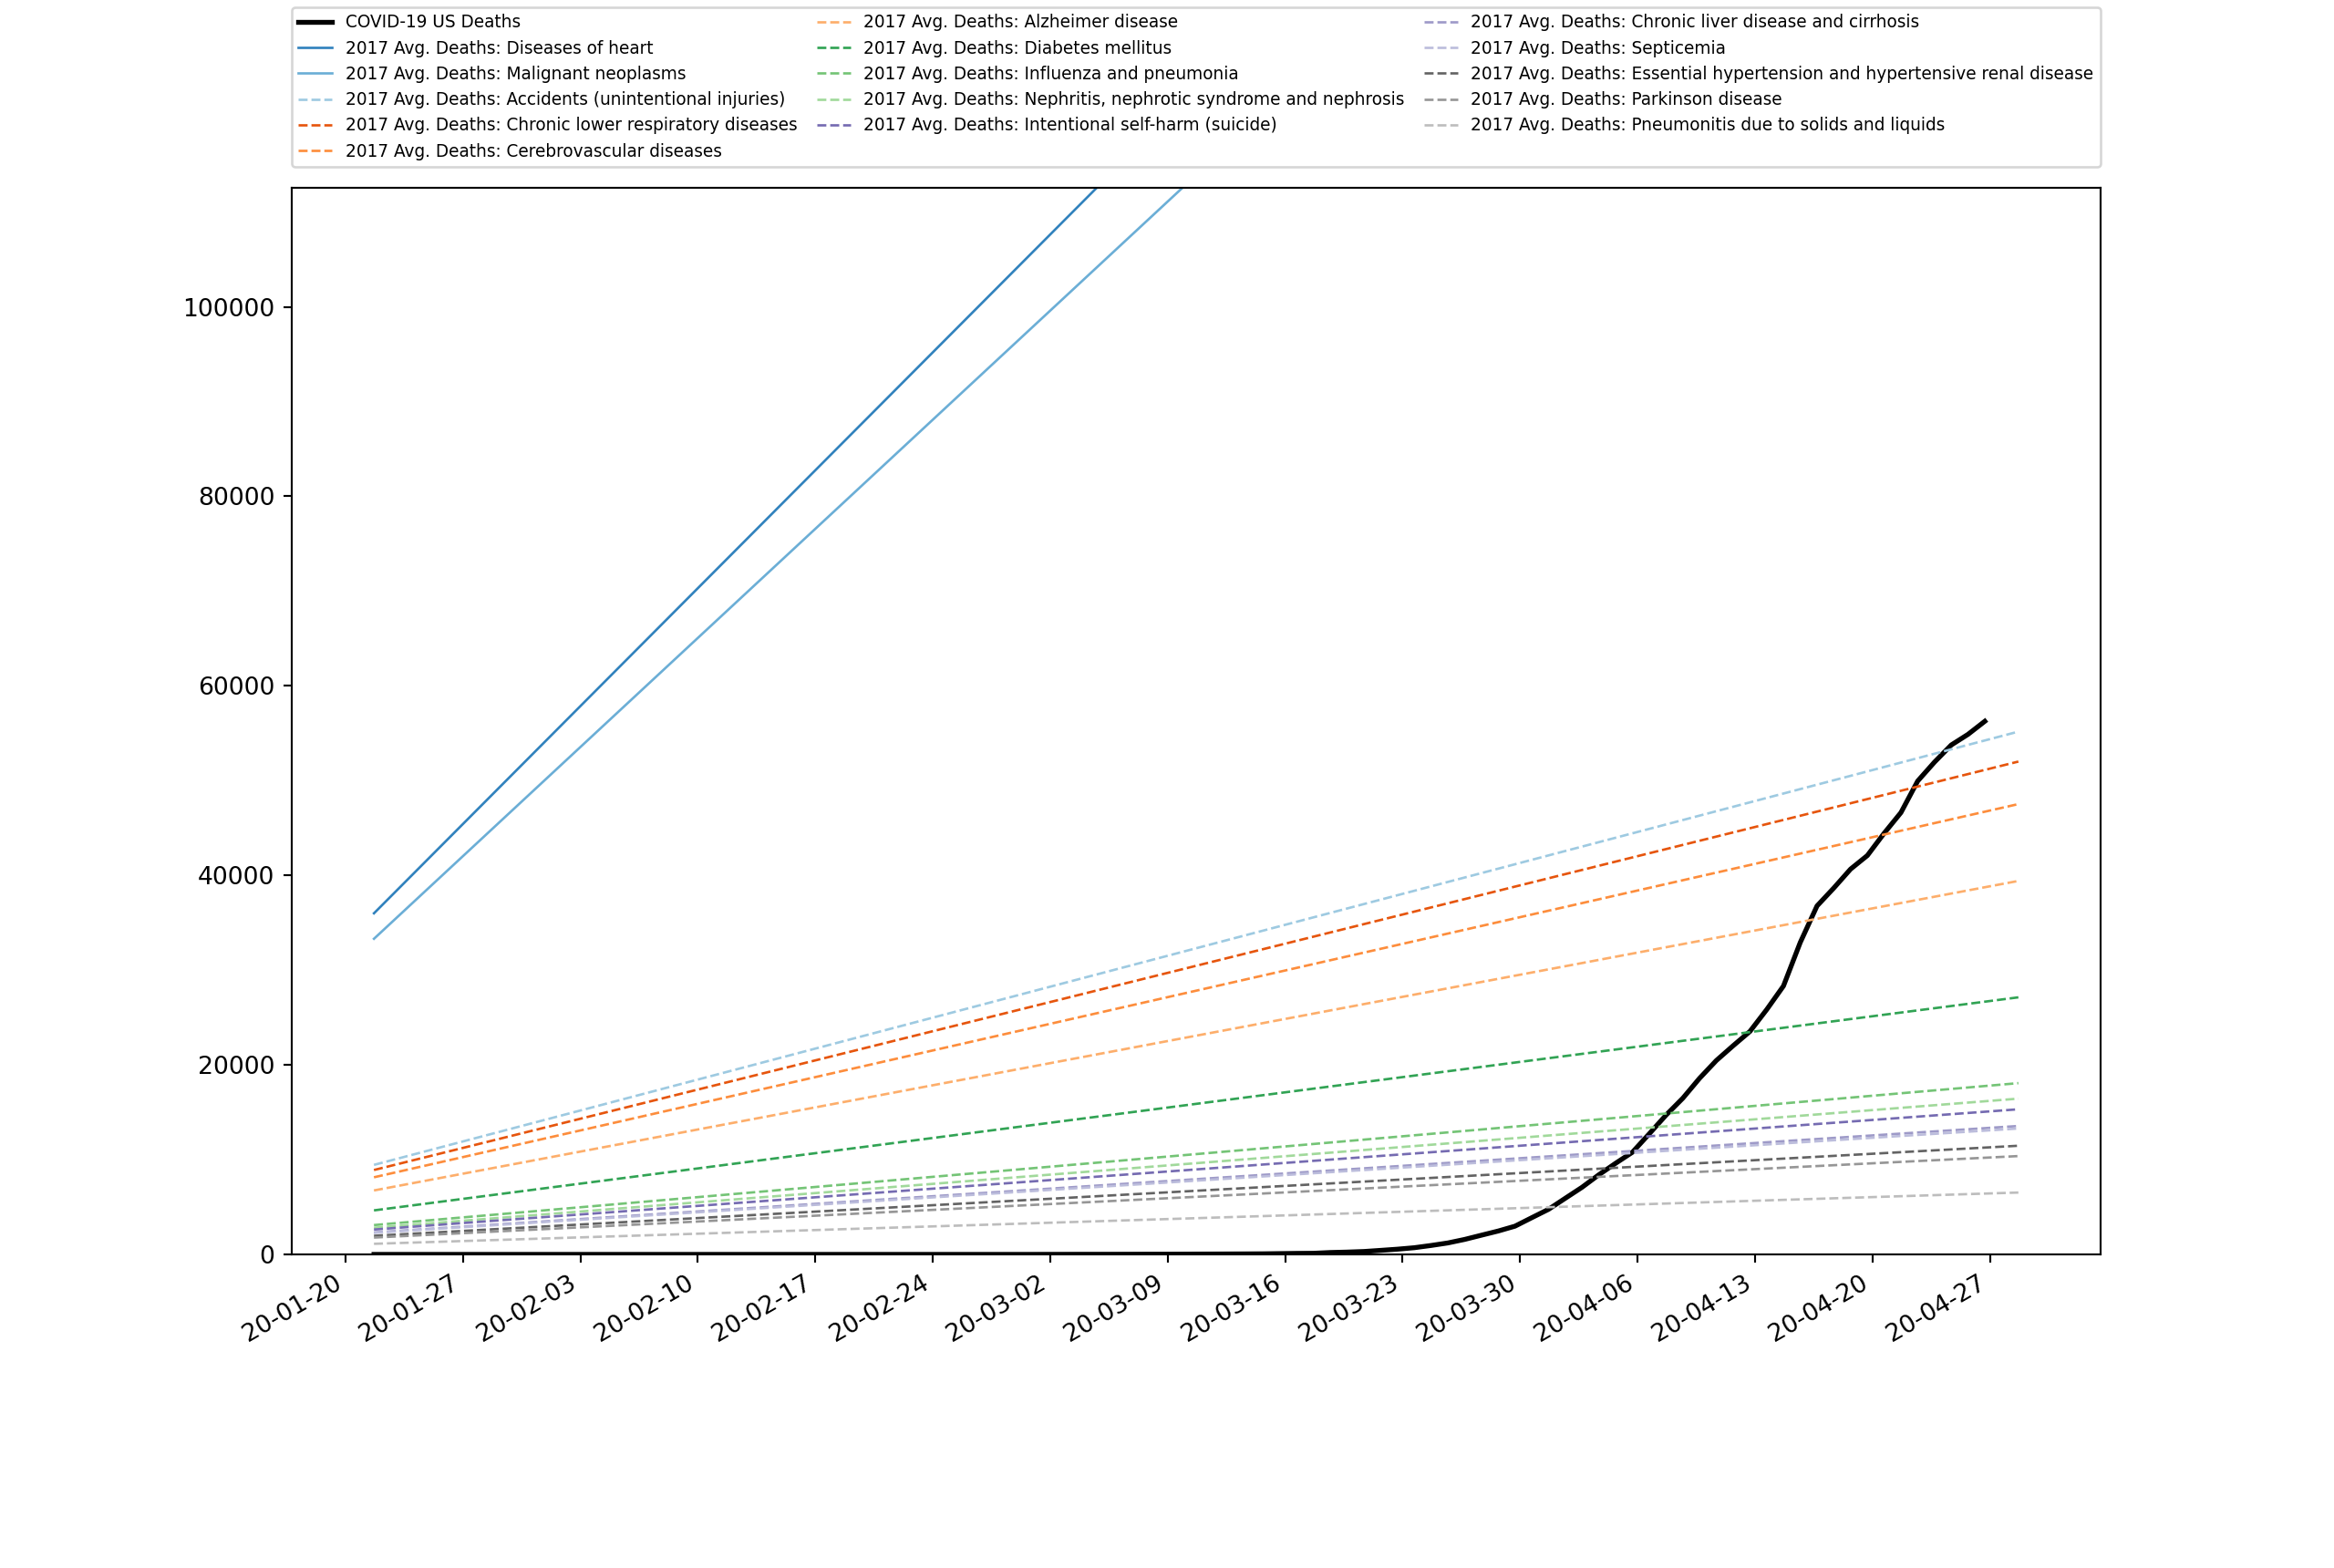 COVID-19 US Deaths
2017 Avg. Deaths: Diseases of heart
2017 Avg. Deaths: Malignant neoplasms
2017 Avg. Deaths: Accidents (unintentional injuries)
2017 Avg. Deaths: Chronic lower respiratory diseases
2017 Avg. Deaths: Cerebrovascular diseases
2017 Avg. Deaths: Alzheimer disease
2017 Avg. Deaths: Diabetes mellitus
2017 Avg. Deaths: Influenza and pneumonia
2017 Avg. Deaths: Nephritis, nephrotic syndrome and nephrosis
2017 Avg. Deaths: Intentional self-harm (suicide)
2017 Avg. Deaths: Chronic liver disease and cirrhosis
2017 Avg. Deaths: Septicemia
2017 Avg. Deaths: Essential hypertension and hypertensive renal disease
2017 Avg. Deaths: Parkinson disease
2017 Avg. Deaths: Pneumonitis due to solids and liquids
100000
80000
60000
40000
20000
0
20-01-20
20-01-27
20-02-03
20-02-10
20-02-17
20-02-24
20-03-02
20-03-09
20-03-16
20-03-23
20-03-30
20-04-06
20-04-13
20-04-20
20-04-27